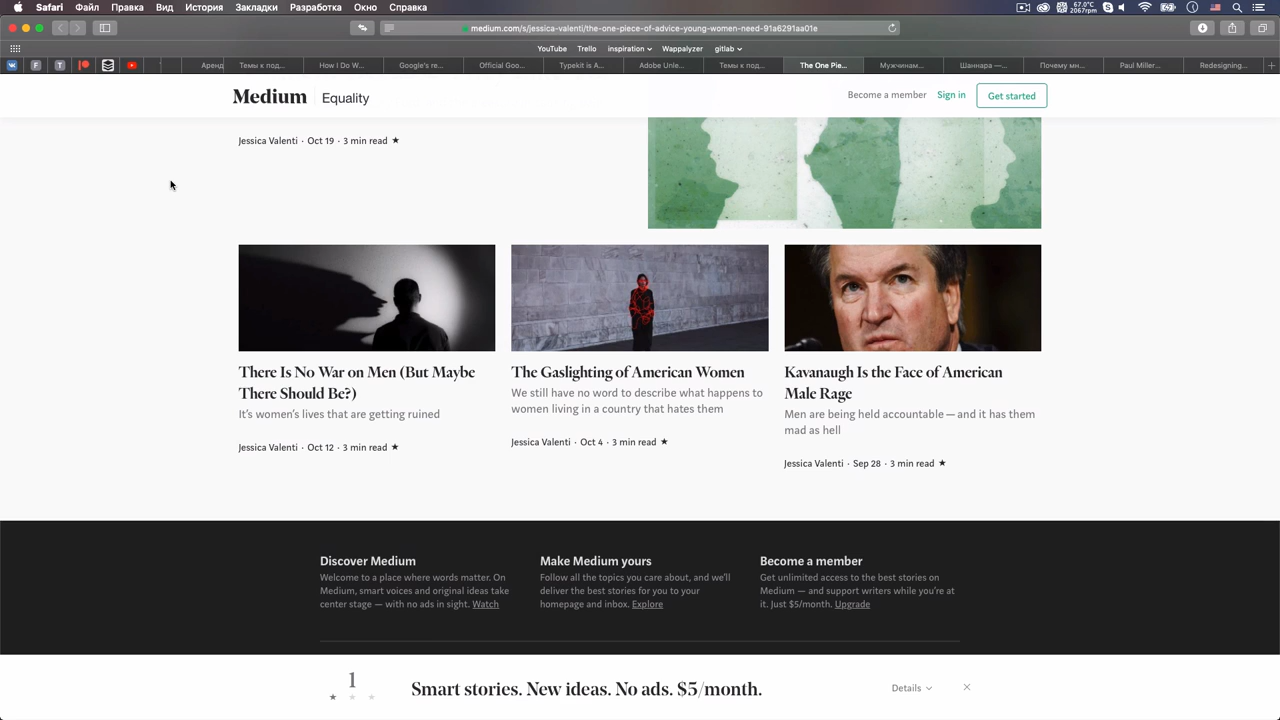 Safari Файл Правка Вид История Закладки Разработка Окно Справка
67.0°C
2067rpm
medium.com/s/jessica-valenti/the-one-piece-of-advice-young-women-need-91a6291aa01e
YouTube Trello inspiration Wappalyzer gitlab
Аренд Темы к под... How I Do W... Google's re... Official Goo... Typekit is A... Adobe Unle... Темы к под... The One Pie... Мужчинам... Шаннара —... Почему мн... Paul Miller... Redesigning...
Medium Equality Become a member Sign in Get started
Jessica Valenti · Oct 19 · 3 min read ★
There Is No War on Men (But Maybe
There Should Be?)
It’s women’s lives that are getting ruined
Jessica Valenti · Oct 12 · 3 min read ★
The Gaslighting of American Women
We still have no word to describe what happens to
women living in a country that hates them
Jessica Valenti · Oct 4 · 3 min read ★
Kavanaugh Is the Face of American
Male Rage
Men are being held accountable — and it has them
mad as hell
Jessica Valenti · Sep 28 · 3 min read ★
Discover Medium
Welcome to a place where words matter. On
Medium, smart voices and original ideas take
center stage — with no ads in sight. Watch
Make Medium yours
Follow all the topics you care about, and we’ll
deliver the best stories for you to your
homepage and inbox. Explore
Become a member
Get unlimited access to the best stories on
Medium — and support writers while you’re at
it. Just $5/month. Upgrade
1
Smart stories. New ideas. No ads. $5/month.
Details